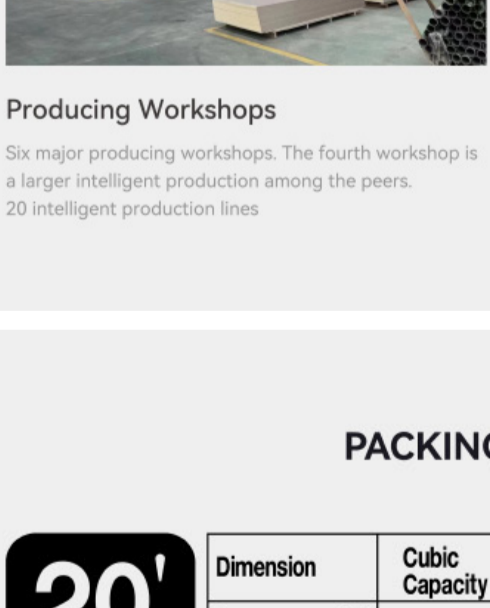 Producing Workshops
Six major producing workshops. The fourth workshop is
a larger intelligent production among the peers.
20 intelligent production lines
PACKING
20'
Dimension
Cubic
Capacity